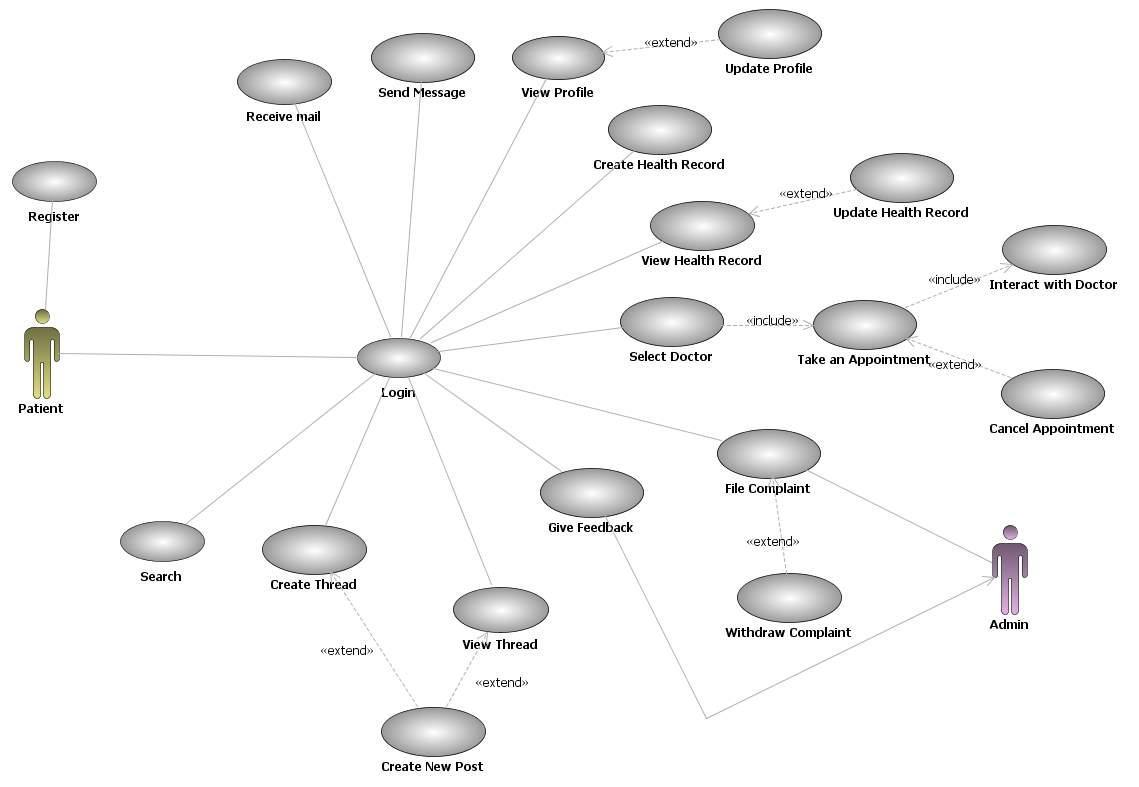 «extend»
Update Profile
Send Message
View Profile
Receive mail
Create Health Record
«extend»
Register
Update Health Record
View Health Record
«include»
Interact with Doctor
«include»
Select Doctor
Take an Appointment
«extend»
Login
Patient
Cancel Appointment
File Complaint
Give Feedback
«extend»
Search
Create Thread
Admin
Withdraw Complaint
View Thread
«extend»
«extend»
Create New Post